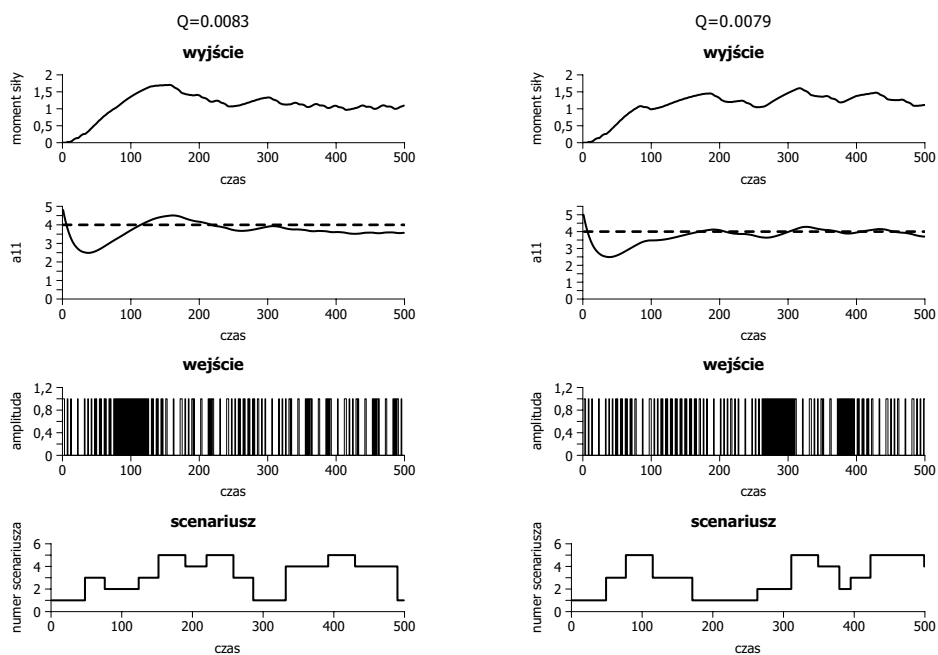 Q=0.0083
wyjście
moment siły
2
1,5
1
0,5
0
0 100 200 300 400 500
czas
a11
5
4
3
2
1
0
0 100 200 300 400 500
czas
wejście
amplituda
1,2
0,8
0,4
0
0 100 200 300 400 500
czas
scenariusz
numer scenariusza
6
4
2
0
0 100 200 300 400 500
czas
Q=0.0079
wyjście
moment siły
2
1,5
1
0,5
0
0 100 200 300 400 500
czas
a11
5
4
3
2
1
0
0 100 200 300 400 500
czas
wejście
amplituda
1,2
0,8
0,4
0
0 100 200 300 400 500
czas
scenariusz
numer scenariusza
6
4
2
0
0 100 200 300 400 500
czas